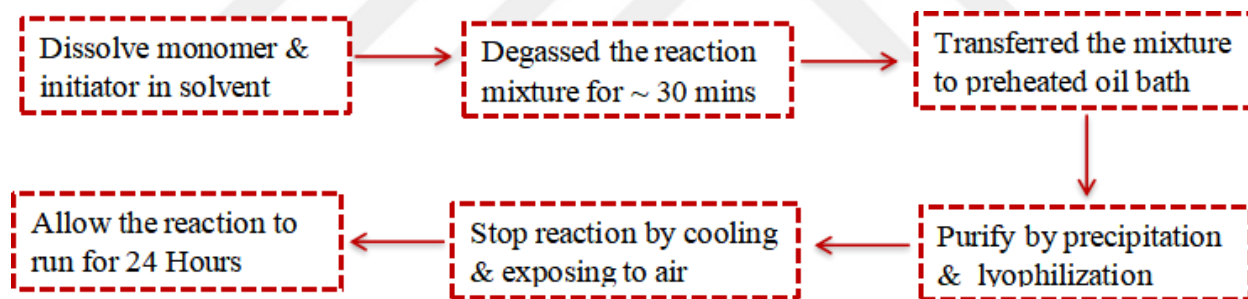 Dissolve monomer &
initiator in solvent
Degassed the reaction
mixture for ~ 30 mins
Transferred the mixture
to preheated oil bath
Purify by precipitation
& lyophilization
Stop reaction by cooling
& exposing to air
Allow the reaction to
run for 24 Hours